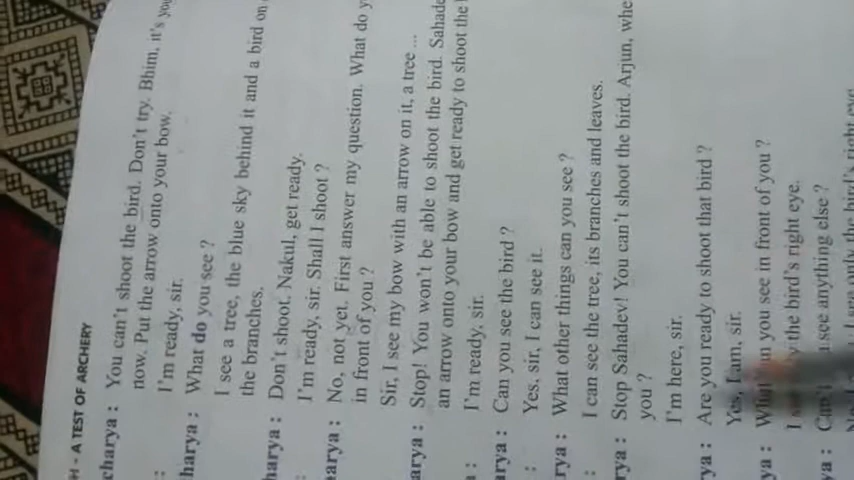 H - A TEST OF ARCHERY
charya : You can't shoot the bird. Don't try. Bhim, it's you
now. Put the arrow onto your bow.
: I'm ready, sir.
harya : What do you see ?
I see a tree, the blue sky behind it and a bird on
the branches.
harya : Don't shoot. Nakul, get ready.
: I'm ready, sir. Shall I shoot ?
arya : No, not yet. First answer my question. What do y
in front of you ?
Sir, I see my bow with an arrow on it, a tree ...
arya : Stop! You won't be able to shoot the bird. Sahade
an arrow onto your bow and get ready to shoot the
: I'm ready, sir.
arya : Can you see the bird ?
: Yes, sir, I can see it.
rya : What other things can you see ?
: I can see the tree, its branches and leaves.
rya : Stop Sahadev! You can't shoot the bird. Arjun, whe
you ?
I'm here, sir.
ya : Are you ready to shoot that bird ?
Yes, I am, sir.
ya : What you see in front of you ?
I the bird's right eye.
ya : see anything else ?
I see only the bird's right eye